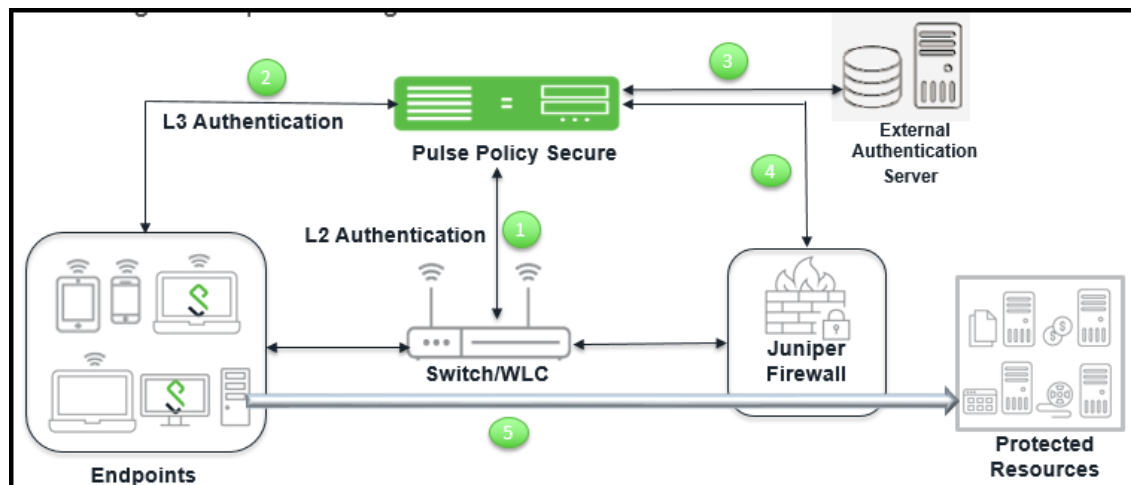 2
3
L3 Authentication
=
Pulse Policy Secure
External
Authentication
Server
4
L2 Authentication
1
Switch/WLC
Juniper
Firewall
$
$
5
Endpoints
Protected
Resources